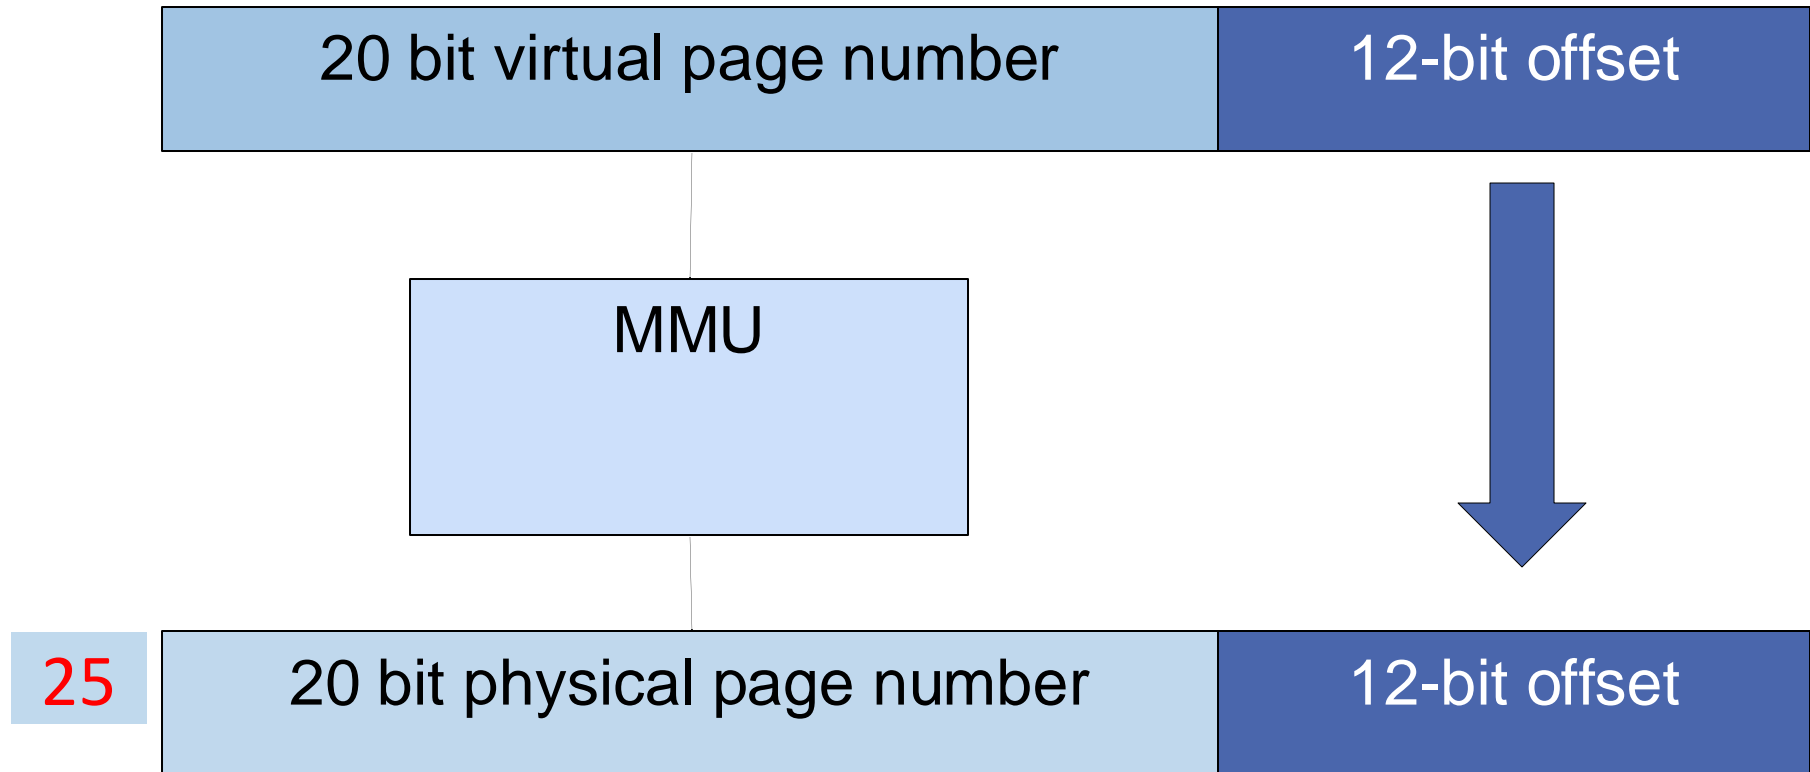 20 bit virtual page number
12-bit offset
MMU
25
20 bit physical page number
12-bit offset